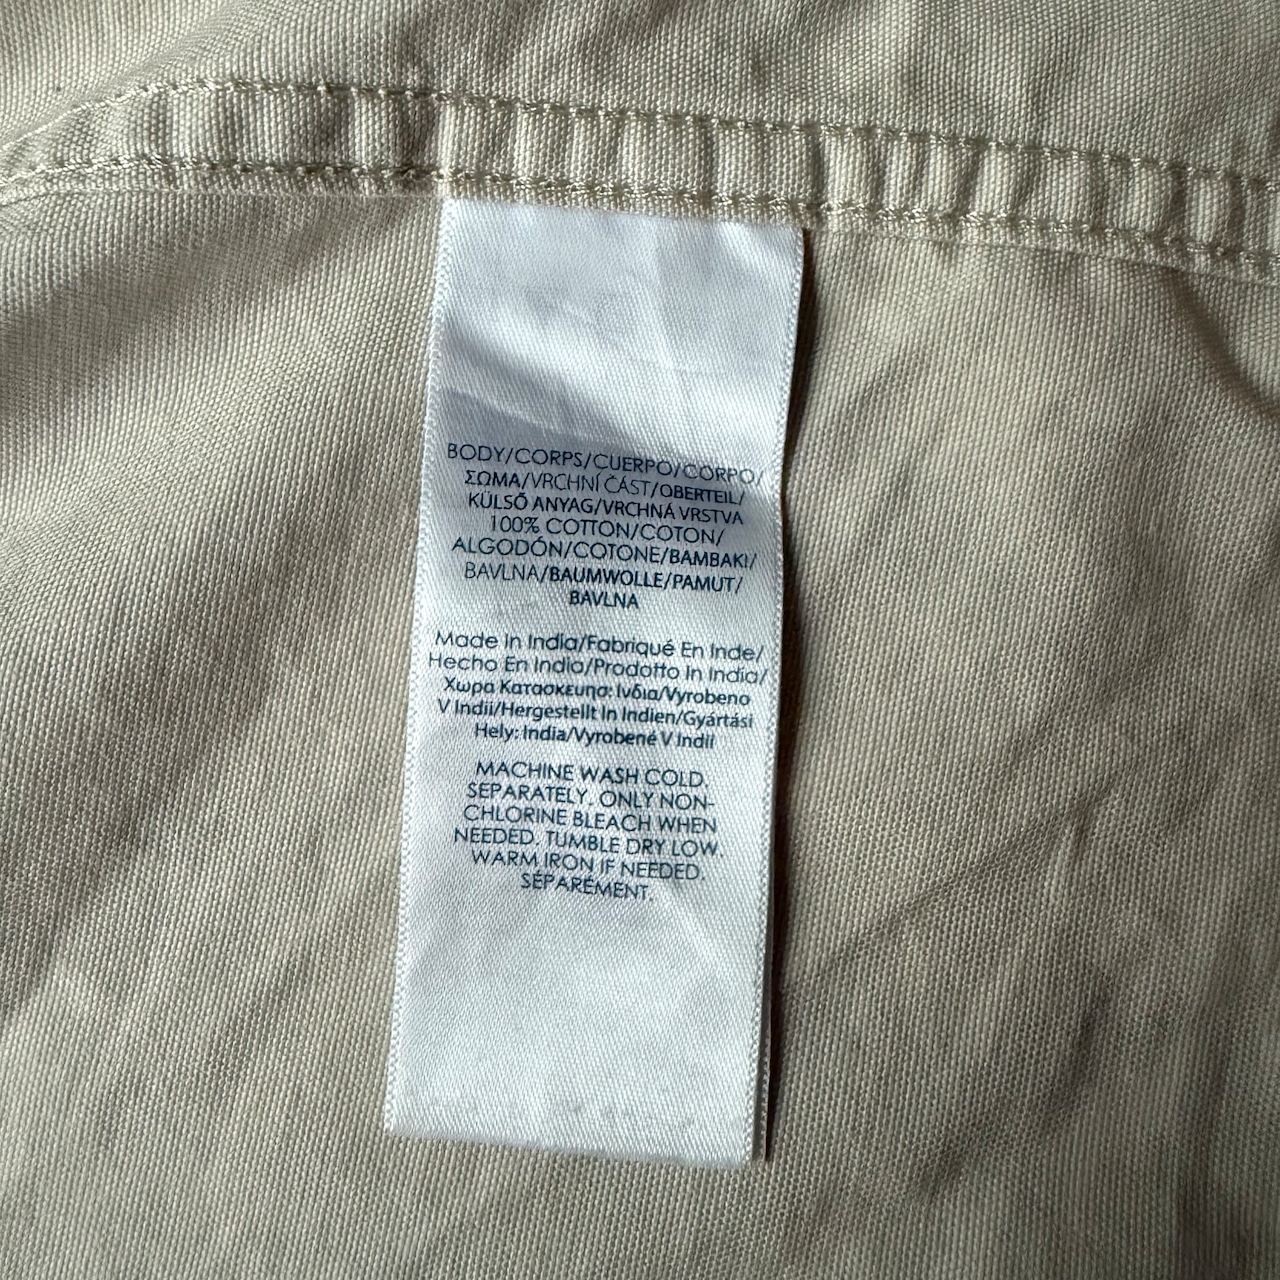 BODY/CORPS/CUERPO/CORPO/
ΣΩΜΑ/VRCHNÍ ČÁST/OBERTEIL/
KÜLSŐ ANYAG/VRCHNÁ VRSTVA
100% COTTON/COTON/
ALGODÓN/COTONE/BAMBAKI/
BAVLNA/BAUMWOLLE/PAMUT/
BAVLNA
Made In India/Fabriqué En Inde/
Hecho En India/Prodotto In India/
Χωρα Κατασκευησ: Ινδια/Vyrobeno
V Indii/Hergestellt In Indien/Gyártási
Hely: India/Vyrobené V Indii
MACHINE WASH COLD.
SEPARATELY. ONLY NON-
CHLORINE BLEACH WHEN
NEEDED. TUMBLE DRY LOW.
WARM IRON IF NEEDED.
SÉPARÉMENT.